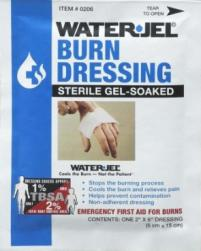 ITEM # 0206
TEAR TO OPEN
WATER-JEL®
BURN
DRESSING
STERILE GEL-SOAKED
WATER-JEL®
Cools the Burn — Not the Patient®
DRESSING COVERS APPROX
1%
TBSA
2%
• Stops the burning process
• Cools the burn and relieves pain
• Helps prevent contamination
• Non-adherent dressing
EMERGENCY FIRST AID FOR BURNS
CONTENTS: ONE 2" X 6" DRESSING
(5 cm x 15 cm)